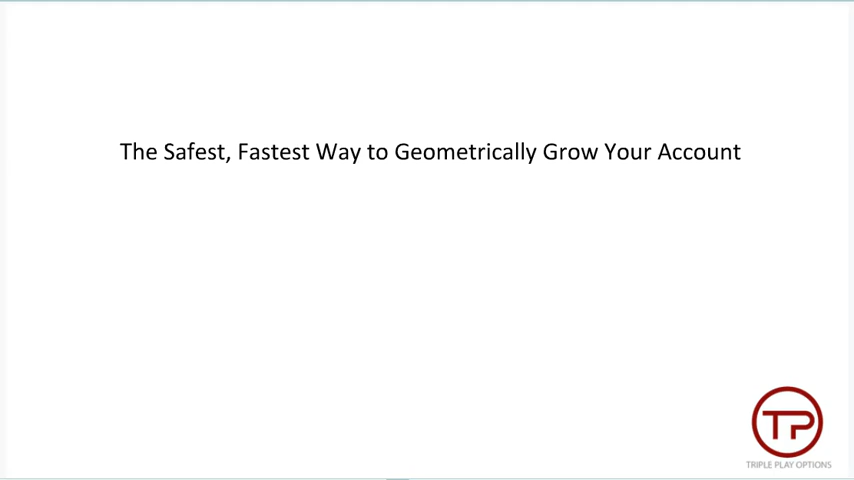 The Safest, Fastest Way to Geometrically Grow Your Account
TP
TRIPLE PLAY OPTIONS